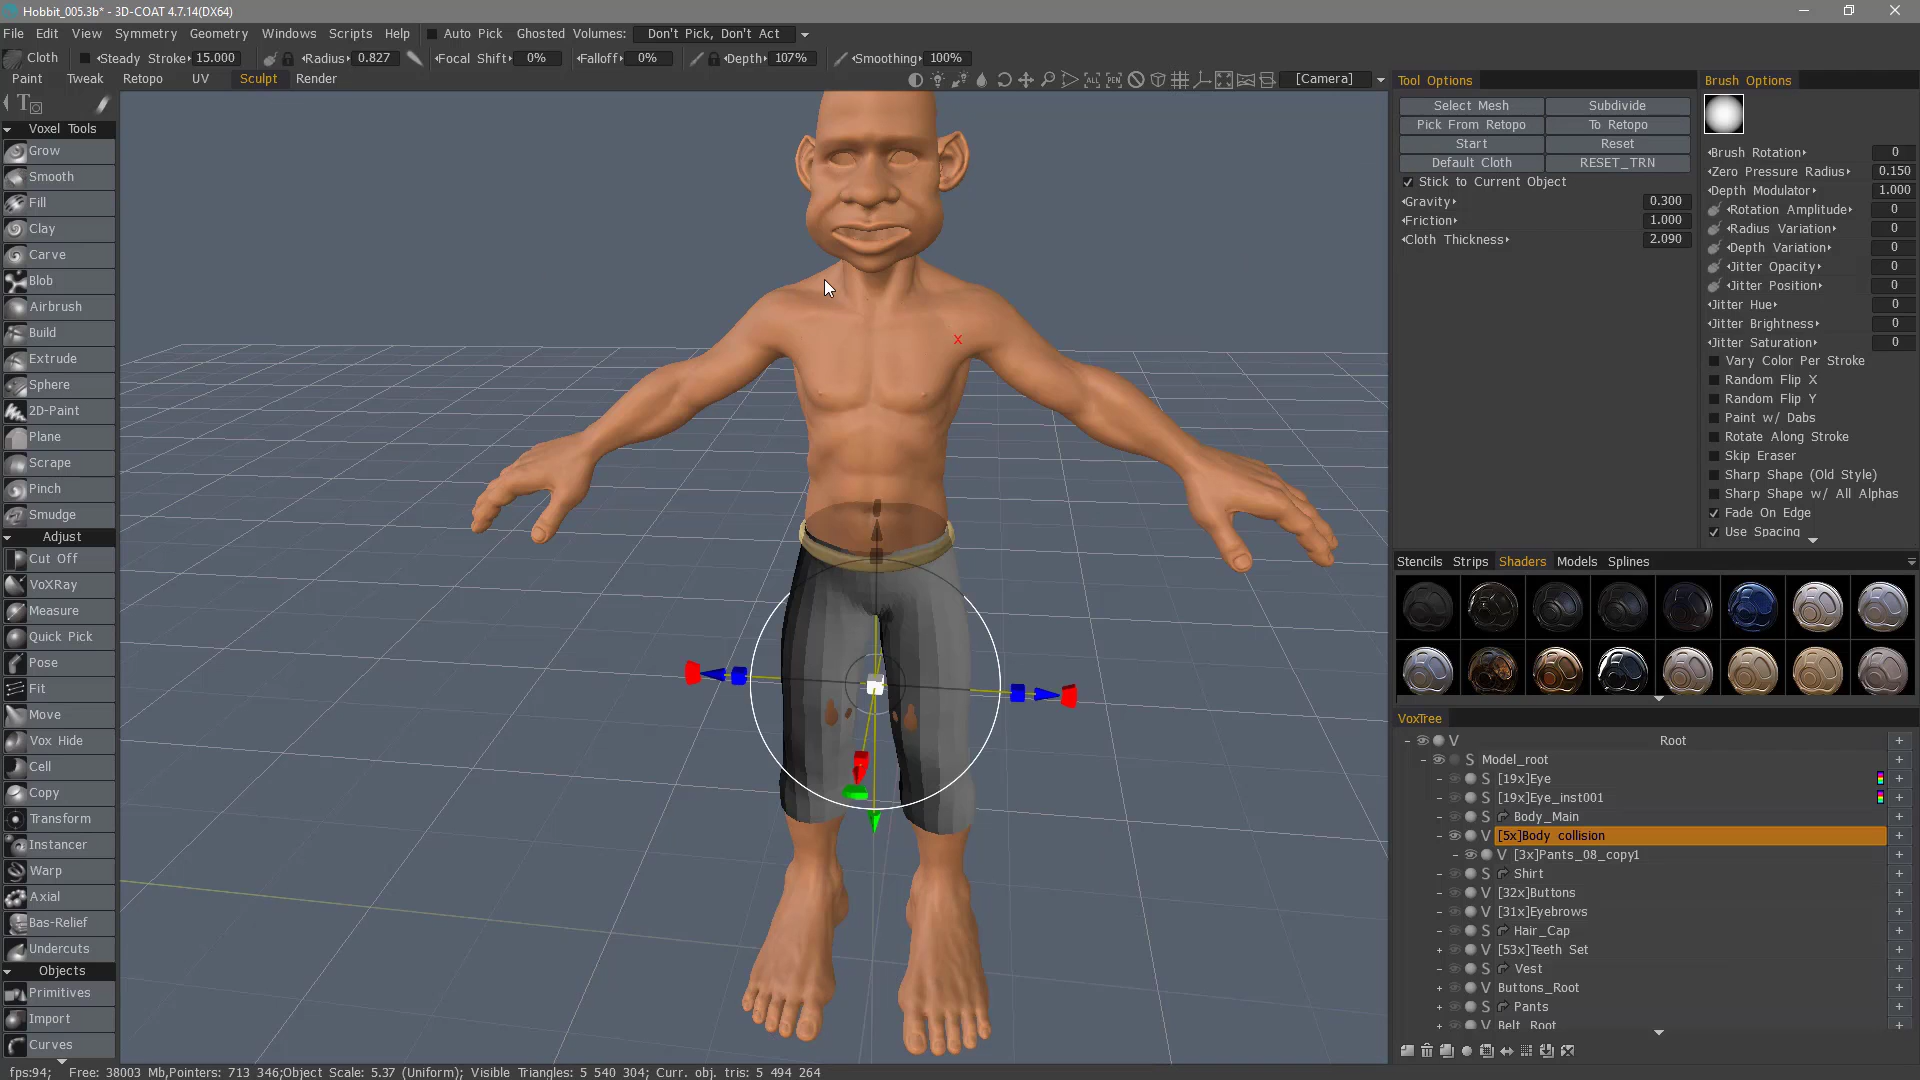 Hobbit_005.3b* - 3D-COAT 4.7.14(DX64)
File Edit View Symmetry Geometry Windows Scripts Help Auto Pick Ghosted Volumes: Don't Pick, Don't Act
Cloth Steady Stroke 15.000 Radius 0.827 Focal Shift 0% Falloff 0% Depth 107% Smoothing 100%
Paint Tweak Retopo UV Sculpt Render [Camera]
Voxel Tools
Grow
Smooth
Fill
Clay
Carve
Blob
Airbrush
Build
Extrude
Sphere
2D-Paint
Plane
Scrape
Pinch
Smudge
Adjust
Cut Off
VoXRay
Measure
Quick Pick
Pose
Fit
Move
Vox Hide
Cell
Copy
Transform
Instancer
Warp
Axial
Bas-Relief
Undercuts
Objects
Primitives
Import
Curves
x
Tool Options
Select Mesh Subdivide
Pick From Retopo To Retopo
Start Reset
Default Cloth RESET_TRN
Stick to Current Object
Gravity 0.300
Friction 1.000
Cloth Thickness 2.090
Brush Options
Brush Rotation 0
Zero Pressure Radius 0.150
Depth Modulator 1.000
Rotation Amplitude 0
Radius Variation 0
Depth Variation 0
Jitter Opacity 0
Jitter Position 0
Jitter Hue 0
Jitter Brightness 0
Jitter Saturation 0
Vary Color Per Stroke
Random Flip X
Random Flip Y
Paint w/ Dabs
Rotate Along Stroke
Skip Eraser
Sharp Shape (Old Style)
Sharp Shape w/ All Alphas
Fade On Edge
Use Spacing
Stencils Strips Shaders Models Splines
VoxTree
V Root +
S Model_root +
S [19x]Eye +
S [19x]Eye_inst001 +
S Body_Main +
V [5x]Body collision +
V [3x]Pants_08_copy1 +
S Shirt +
V [32x]Buttons +
V [31x]Eyebrows +
S Hair_Cap +
V [53x]Teeth Set +
S Vest +
V Buttons_Root +
S Pants +
V Belt_Root +
fps:94; Free: 38003 Mb,Pointers: 713 346;Object Scale: 5.37 (Uniform); Visible Triangles: 5 540 304; Curr. obj. tris: 5 494 264